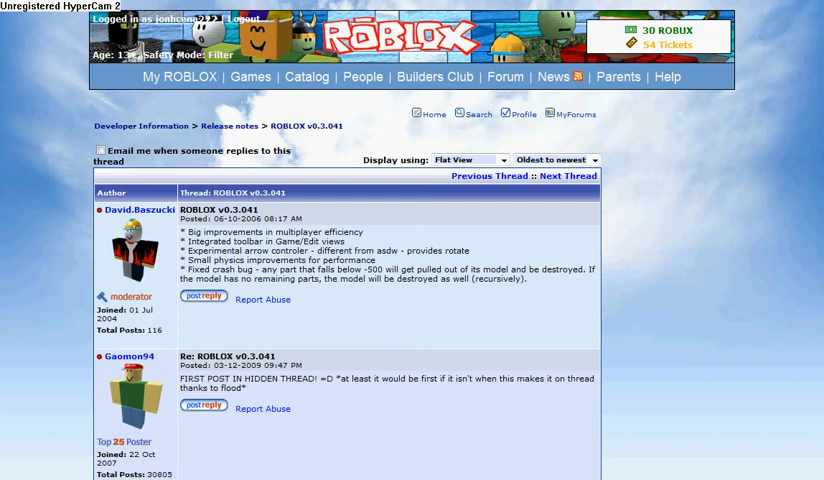 Unregistered HyperCam 2
Logged in as jonhcena222 | Logout
ROBLOX
30 ROBUX
54 Tickets
Age: 13+, Safety Mode: Filter
My ROBLOX | Games | Catalog | People | Builders Club | Forum | News | Parents | Help
Home Search Profile MyForums
Developer Information > Release notes > ROBLOX v0.3.041
Email me when someone replies to this
thread
Display using: Flat View Oldest to newest
Previous Thread :: Next Thread
Author Thread: ROBLOX v0.3.041
David.Baszucki
ROBLOX v0.3.041
Posted: 06-10-2006 08:17 AM
* Big improvements in multiplayer efficiency
* Integrated toolbar in Game/Edit views
* Experimental arrow controler - different from asdw - provides rotate
* Small physics improvements for performance
* Fixed crash bug - any part that falls below -500 will get pulled out of its model and be destroyed. If
the model has no remaining parts, the model will be destroyed as well (recursively).
postreply Report Abuse
moderator
Joined: 01 Jul
2004
Total Posts: 116
Gaomon94
Re: ROBLOX v0.3.041
Posted: 03-12-2009 09:47 PM
FIRST POST IN HIDDEN THREAD! =D *at least it would be first if it isn't when this makes it on thread
thanks to flood*
postreply Report Abuse
Top 25 Poster
Joined: 22 Oct
2007
Total Posts: 30805